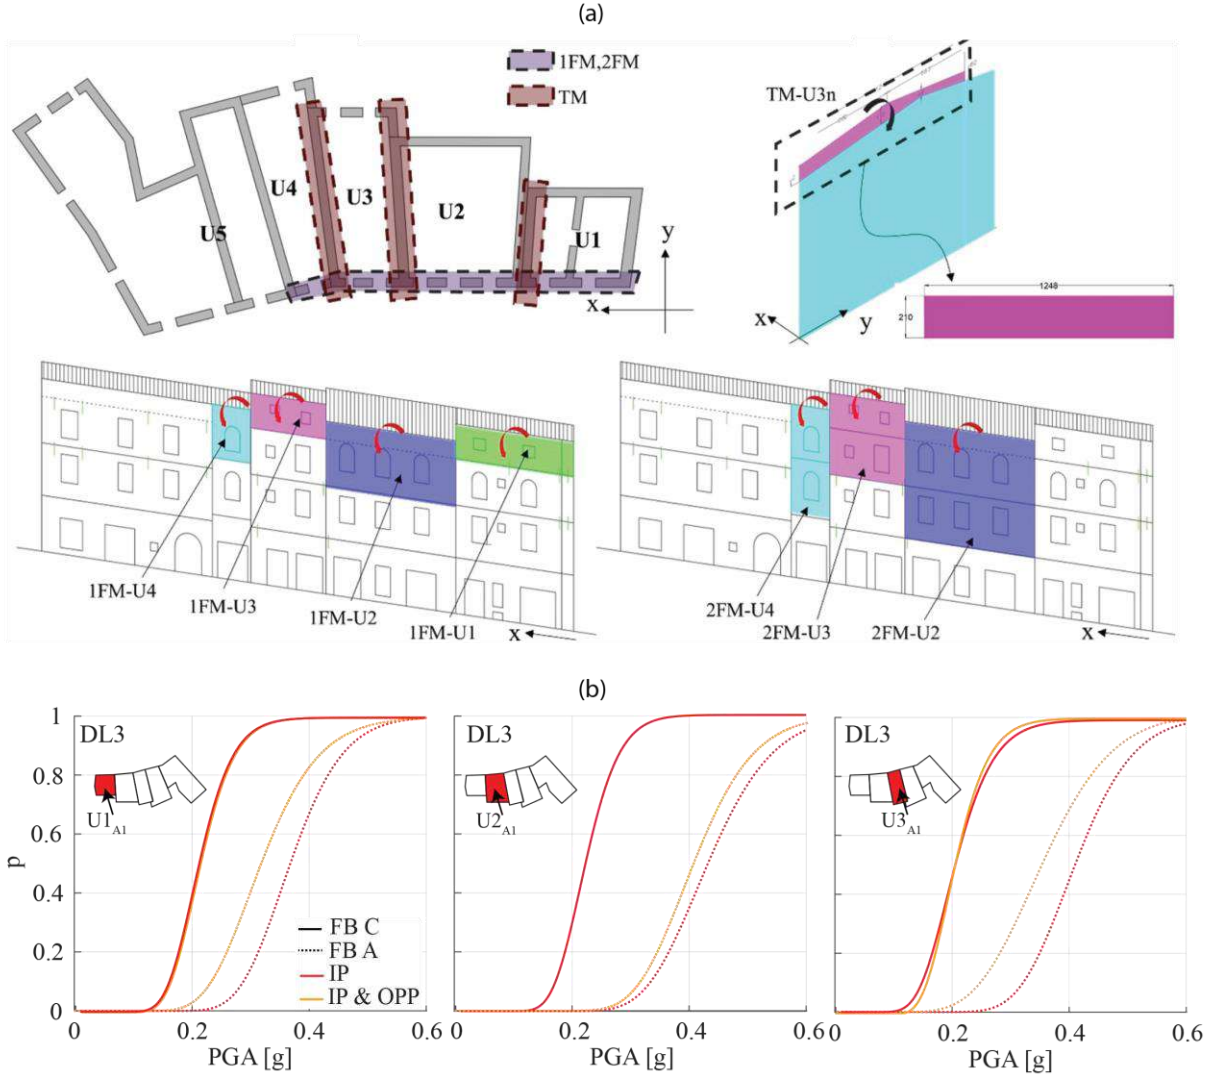 (a)
1FM,2FM
TM
U5
U4
U3
U2
U1
y
x
TM-U3n
x
y
1248
210
1FM-U4
1FM-U3
1FM-U2
1FM-U1
x
2FM-U4
2FM-U3
2FM-U2
x
(b)
p
1
0.8
0.6
0.4
0.2
0
DL3
U1A1
FB C
FB A
IP
IP & OPP
0
0.2
0.4
0.6
PGA [g]
DL3
U2A1
0
0.2
0.4
0.6
PGA [g]
DL3
U3A1
0
0.2
0.4
0.6
PGA [g]